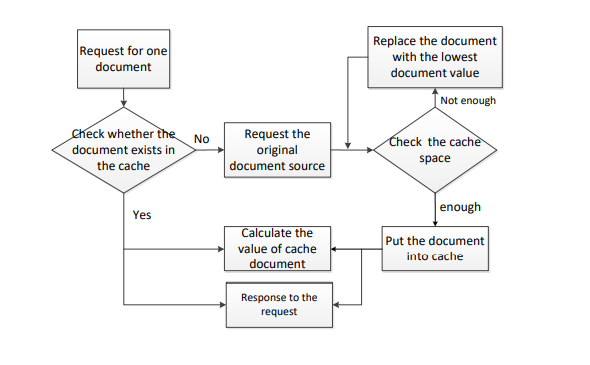 Request for one
document
Replace the document
with the lowest
document value
Not enough
Check whether the
document exists in
the cache
No
Request the
original
document source
Check the cache
space
Yes
enough
Calculate the
value of cache
document
Put the document
into cache
Response to the
request